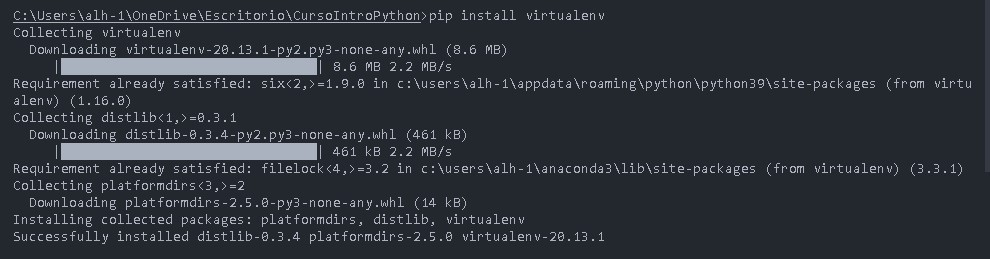 C:\Users\alh-1\OneDrive\Escritorio\CursoIntroPython>pip install virtualenv
Collecting virtualenv
  Downloading virtualenv-20.13.1-py2.py3-none-any.whl (8.6 MB)
     |████████████████████████████████| 8.6 MB 2.2 MB/s
Requirement already satisfied: six<2,>=1.9.0 in c:\users\alh-1\appdata\roaming\python\python39\site-packages (from virtu
alenv) (1.16.0)
Collecting distlib<1,>=0.3.1
  Downloading distlib-0.3.4-py2.py3-none-any.whl (461 kB)
     |████████████████████████████████| 461 kB 2.2 MB/s
Requirement already satisfied: filelock<4,>=3.2 in c:\users\alh-1\anaconda3\lib\site-packages (from virtualenv) (3.3.1)
Collecting platformdirs<3,>=2
  Downloading platformdirs-2.5.0-py3-none-any.whl (14 kB)
Installing collected packages: platformdirs, distlib, virtualenv
Successfully installed distlib-0.3.4 platformdirs-2.5.0 virtualenv-20.13.1